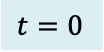 t = 0